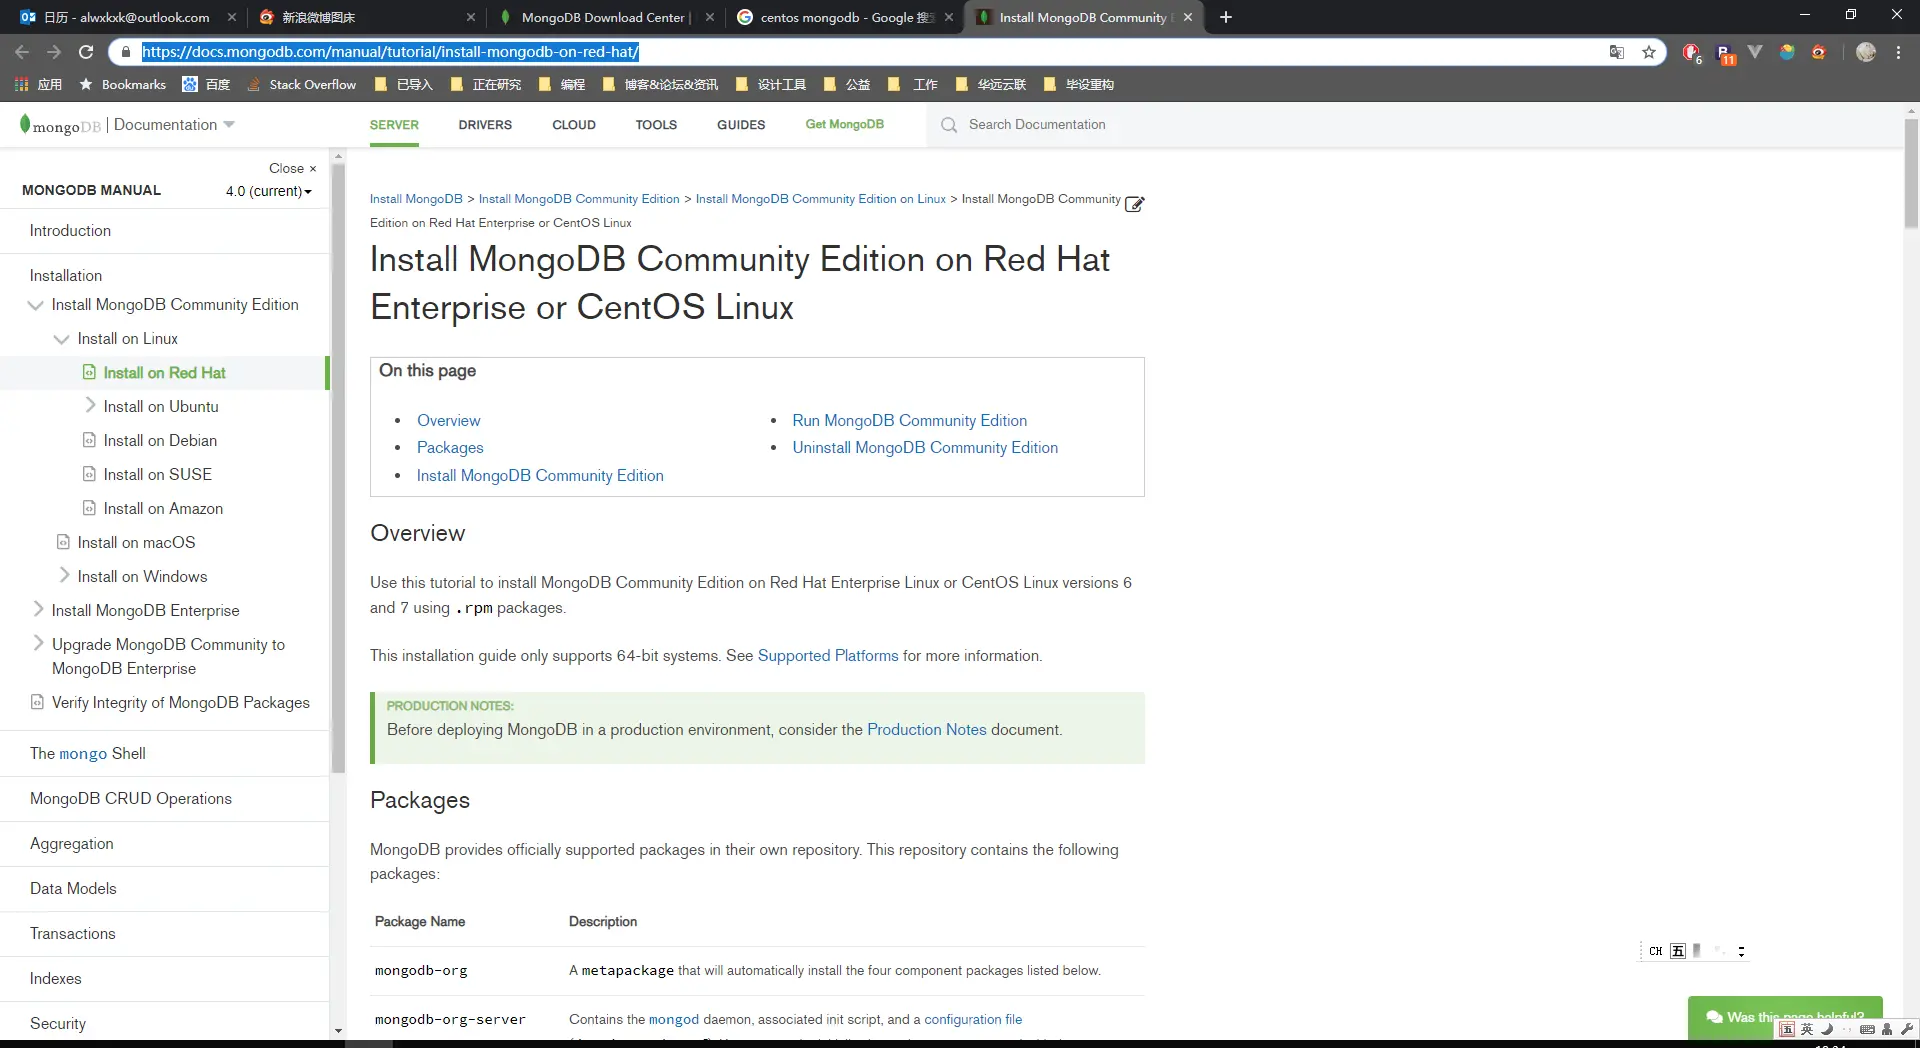 日历 - alwxkxk@outlook.com
新浪微博图床
MongoDB Download Center |
centos mongodb - Google 搜
Install MongoDB Community
https://docs.mongodb.com/manual/tutorial/install-mongodb-on-red-hat/
6
11
应用 Bookmarks 百度 Stack Overflow 已导入 正在研究 编程 博客&论坛&资讯 设计工具 公益 工作 华远云联 毕设重构
mongoDB | Documentation
SERVER DRIVERS CLOUD TOOLS GUIDES Get MongoDB
Search Documentation
Close ×
MONGODB MANUAL
4.0 (current)
Introduction
Installation
Install MongoDB Community Edition
Install on Linux
Install on Red Hat
Install on Ubuntu
Install on Debian
Install on SUSE
Install on Amazon
Install on macOS
Install on Windows
Install MongoDB Enterprise
Upgrade MongoDB Community to
MongoDB Enterprise
Verify Integrity of MongoDB Packages
The mongo Shell
MongoDB CRUD Operations
Aggregation
Data Models
Transactions
Indexes
Security
Install MongoDB > Install MongoDB Community Edition > Install MongoDB Community Edition on Linux > Install MongoDB Community
Edition on Red Hat Enterprise or CentOS Linux
Install MongoDB Community Edition on Red Hat
Enterprise or CentOS Linux
On this page
• Overview
• Packages
• Install MongoDB Community Edition
• Run MongoDB Community Edition
• Uninstall MongoDB Community Edition
Overview
Use this tutorial to install MongoDB Community Edition on Red Hat Enterprise Linux or CentOS Linux versions 6
and 7 using .rpm packages.
This installation guide only supports 64-bit systems. See Supported Platforms for more information.
PRODUCTION NOTES:
Before deploying MongoDB in a production environment, consider the Production Notes document.
Packages
MongoDB provides officially supported packages in their own repository. This repository contains the following
packages:
Package Name Description
mongodb-org A metapackage that will automatically install the four component packages listed below.
mongodb-org-server Contains the mongod daemon, associated init script, and a configuration file
CH 五
Was this page helpful?
五 英